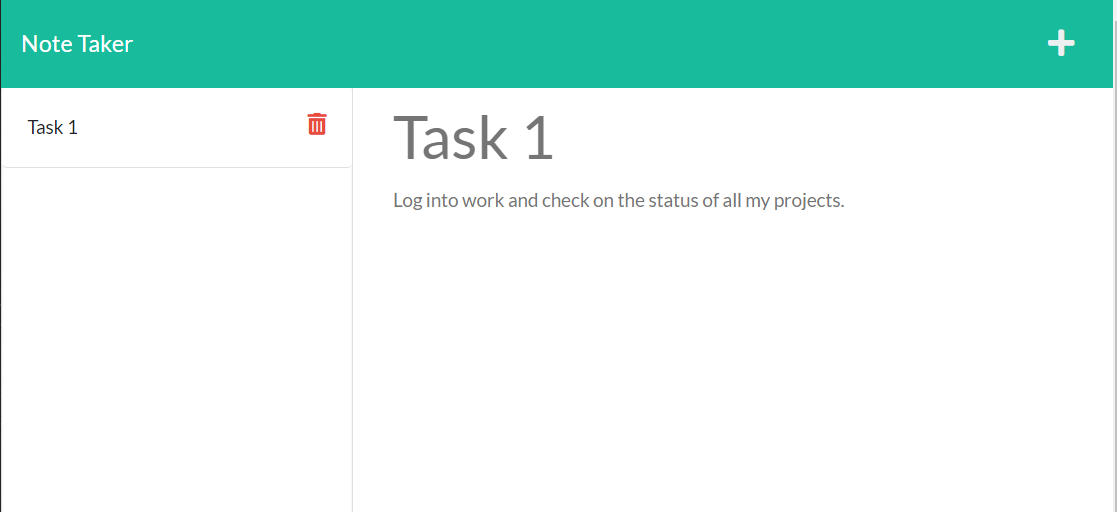 Note Taker
Task 1
Task 1
Log into work and check on the status of all my projects.